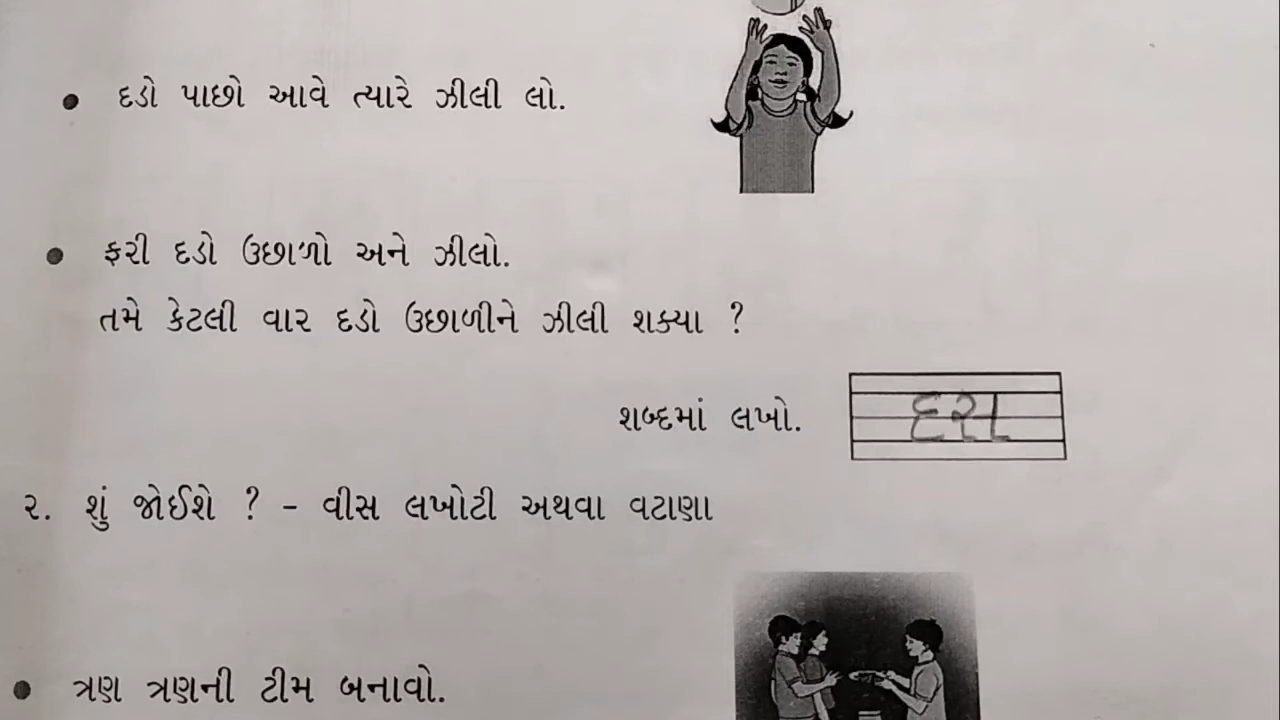 • દડો પાછો આવે ત્યારે ઝીલી લો.
• ફરી દડો ઉછાળો અને ઝીલો.
તમે કેટલી વાર દડો ઉછાળીને ઝીલી શક્યા ?
શબ્દમાં લખો. દસ
૨. શું જોઈશે ? - વીસ લખોટી અથવા વટાણા
• ત્રણ ત્રણની ટીમ બનાવો.